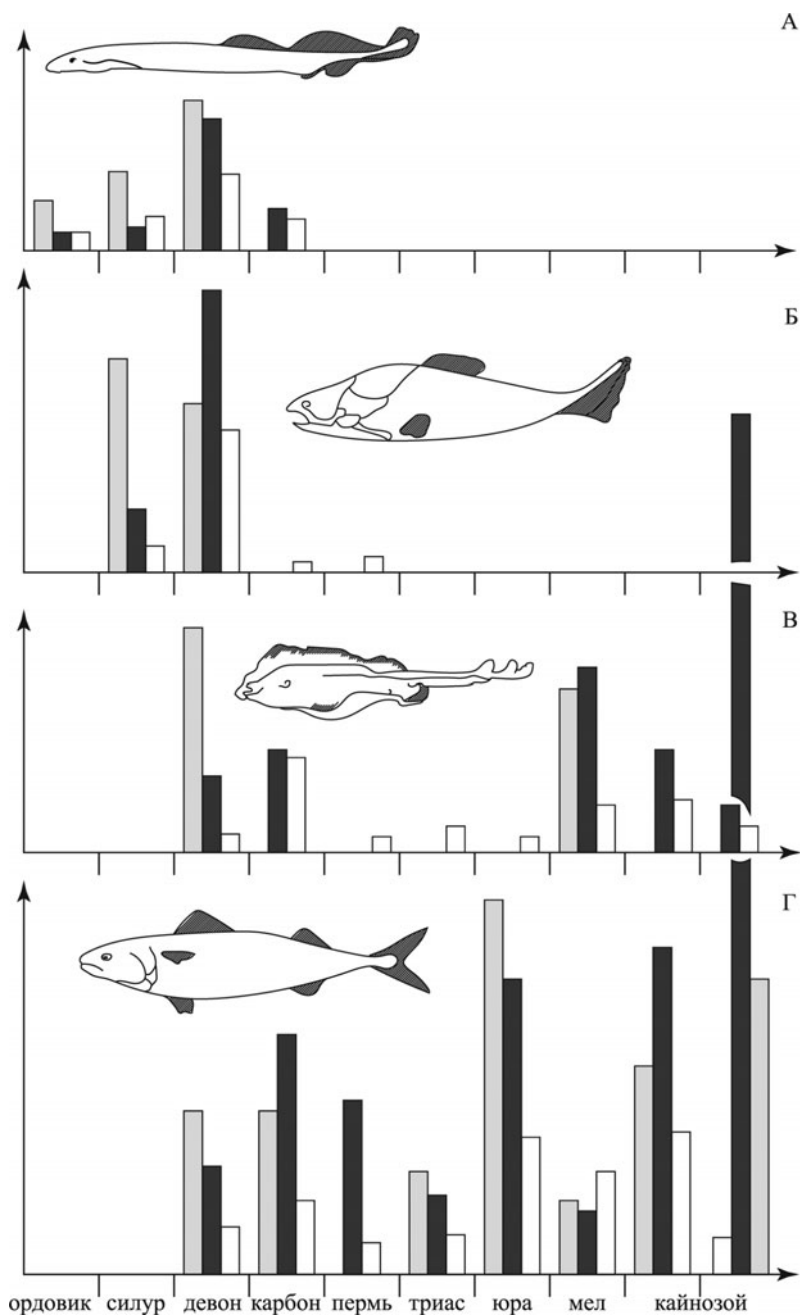 А
Б
В
Г
ордовик силур девон карбон пермь триас юра мел кайнозой